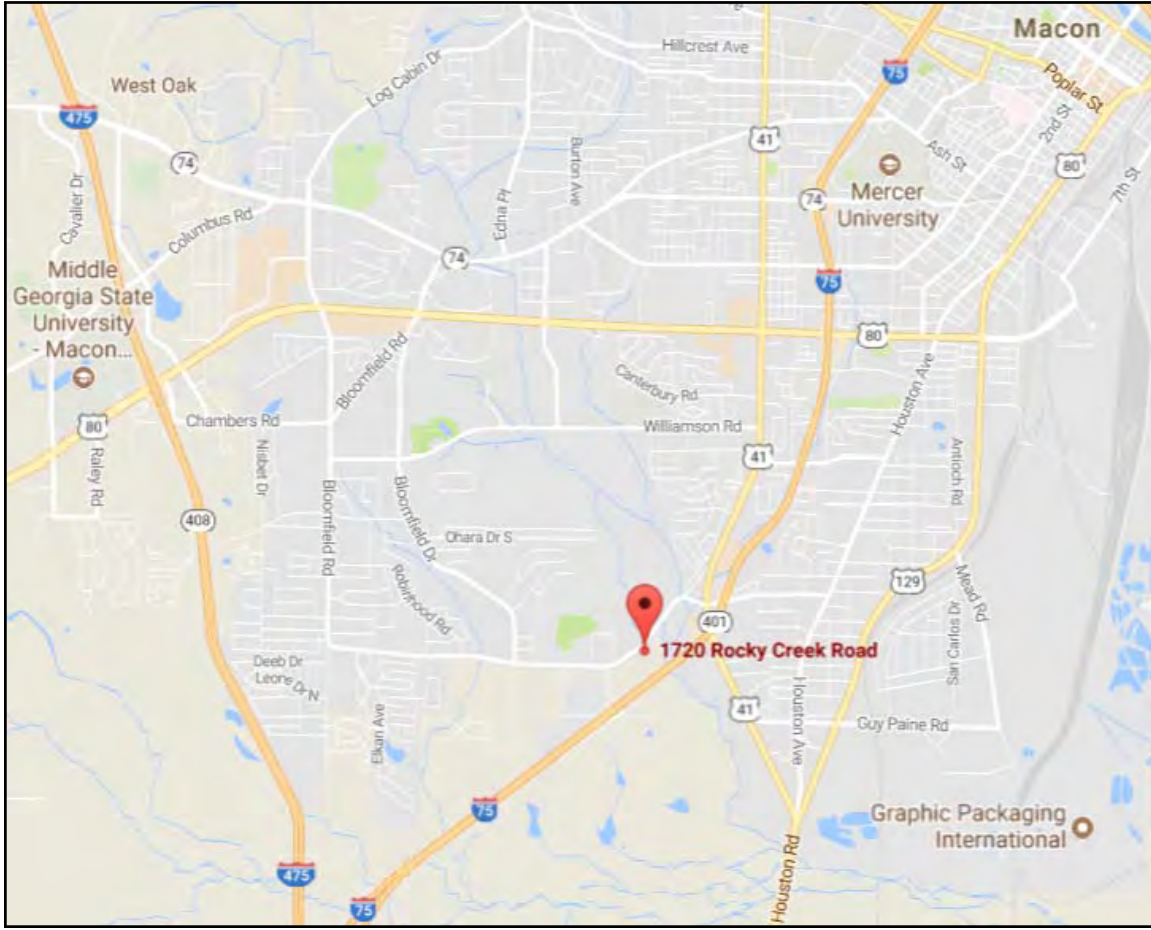 Macon
Hillcrest Ave
Log Cabin Dr
75
West Oak
Poplar St
475
2nd St
41
Burton Ave
Ash St
80
74
Mercer
University
7th St
Cavalier Dr
Columbus Rd
Edna Pl
74
74
Middle
Georgia State
University
- Macon...
75
80
Bloomfield Rd
Canterbury Rd
Houston Ave
Chambers Rd
Williamson Rd
80
Nisbet Dr
Raley Rd
41
Antioch Rd
Bloomfield Rd
Bloomfield Dr
408
Ohara Dr S
Robinhood Rd
129
Mead Rd
San Carlos Dr
401
1720 Rocky Creek Road
Deeb Dr
Leons Dr N
Elkan Ave
41
Houston Ave
Guy Paine Rd
75
Graphic Packaging
International
475
Houston Rd
75